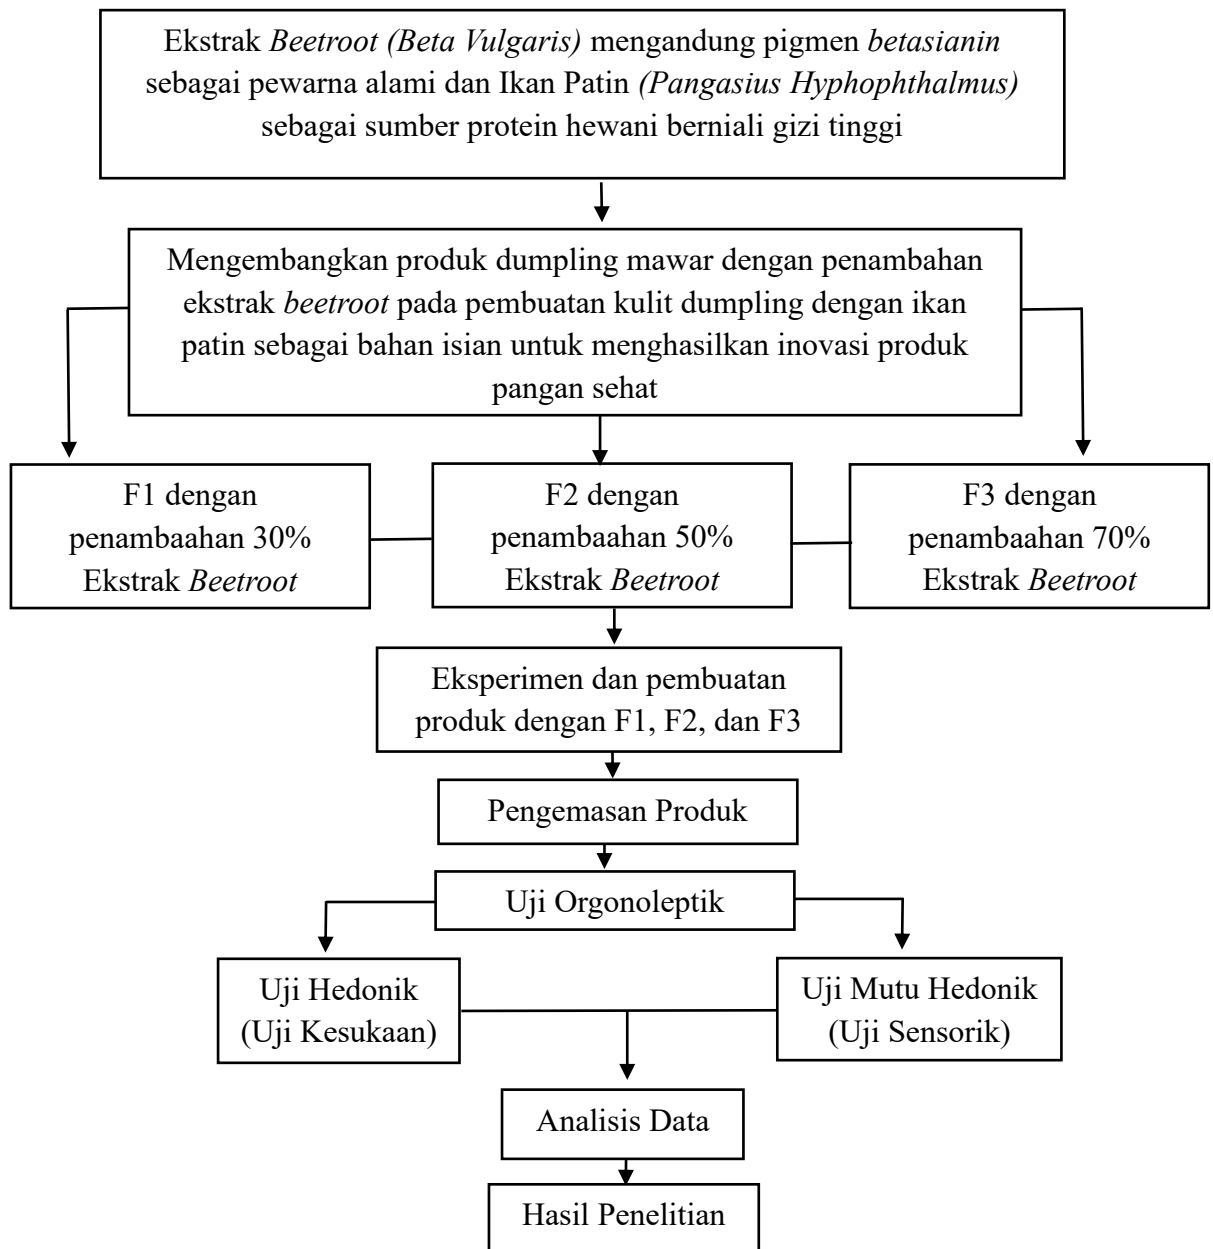 Ekstrak Beetroot (Beta Vulgaris) mengandung pigmen betasianin
sebagai pewarna alami dan Ikan Patin (Pangasius Hyphophthalmus)
sebagai sumber protein hewani berniali gizi tinggi
Mengembangkan produk dumpling mawar dengan penambahan
ekstrak beetroot pada pembuatan kulit dumpling dengan ikan
patin sebagai bahan isian untuk menghasilkan inovasi produk
pangan sehat
F1 dengan
penambaahan 30%
Ekstrak Beetroot
F2 dengan
penambaahan 50%
Ekstrak Beetroot
F3 dengan
penambaahan 70%
Ekstrak Beetroot
Eksperimen dan pembuatan
produk dengan F1, F2, dan F3
Pengemasan Produk
Uji Orgonoleptik
Uji Hedonik
(Uji Kesukaan)
Uji Mutu Hedonik
(Uji Sensorik)
Analisis Data
Hasil Penelitian